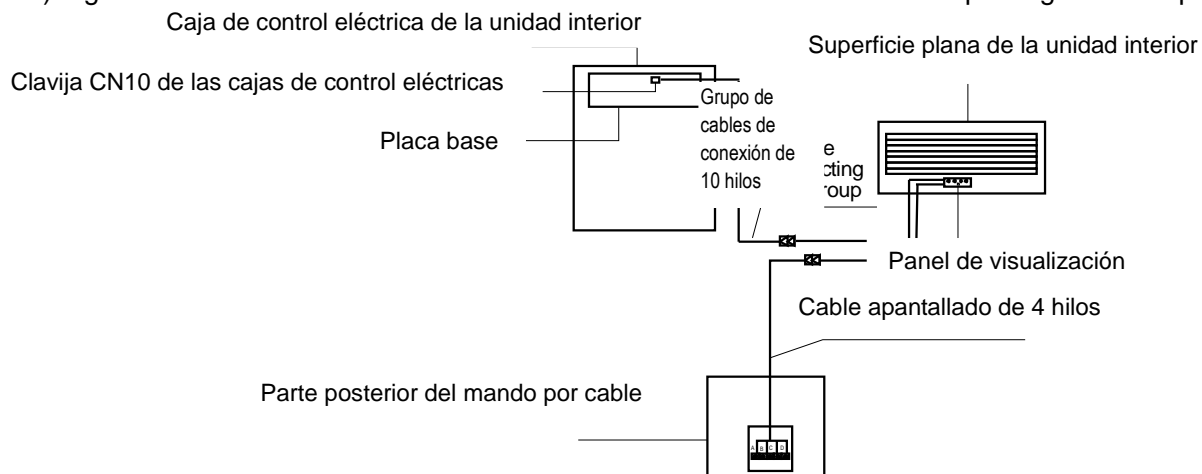 Caja de control eléctrica de la unidad interior
Superficie plana de la unidad interior
Clavija CN10 de las cajas de control eléctricas
Placa base
Grupo de
cables de
conexión de
10 hilos
e
cting
roup
Panel de visualización
Cable apantallado de 4 hilos
Parte posterior del mando por cable
A B C D